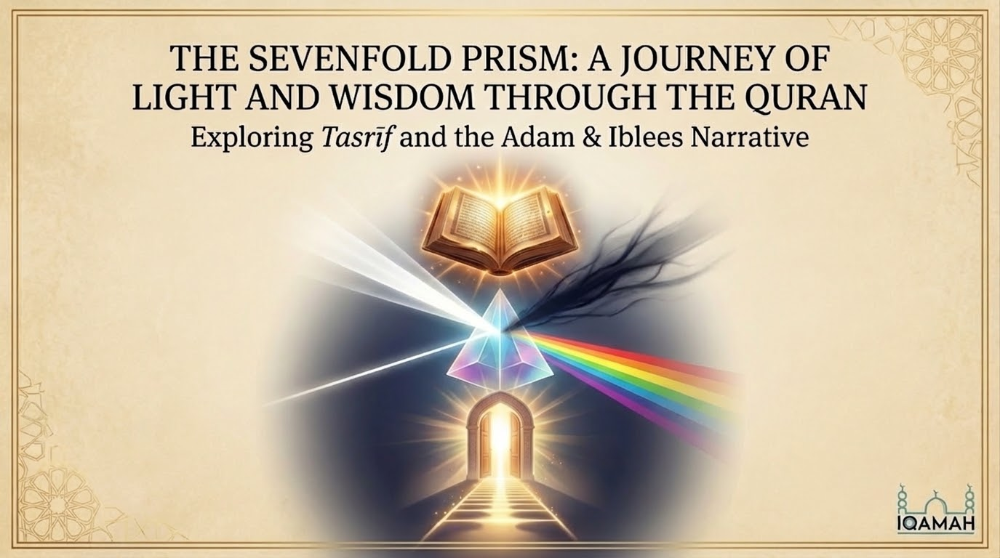 THE SEVENFOLD PRISM: A JOURNEY OF
LIGHT AND WISDOM THROUGH THE QURAN
Exploring Tasrīf and the Adam & Iblees Narrative
IQAMAH